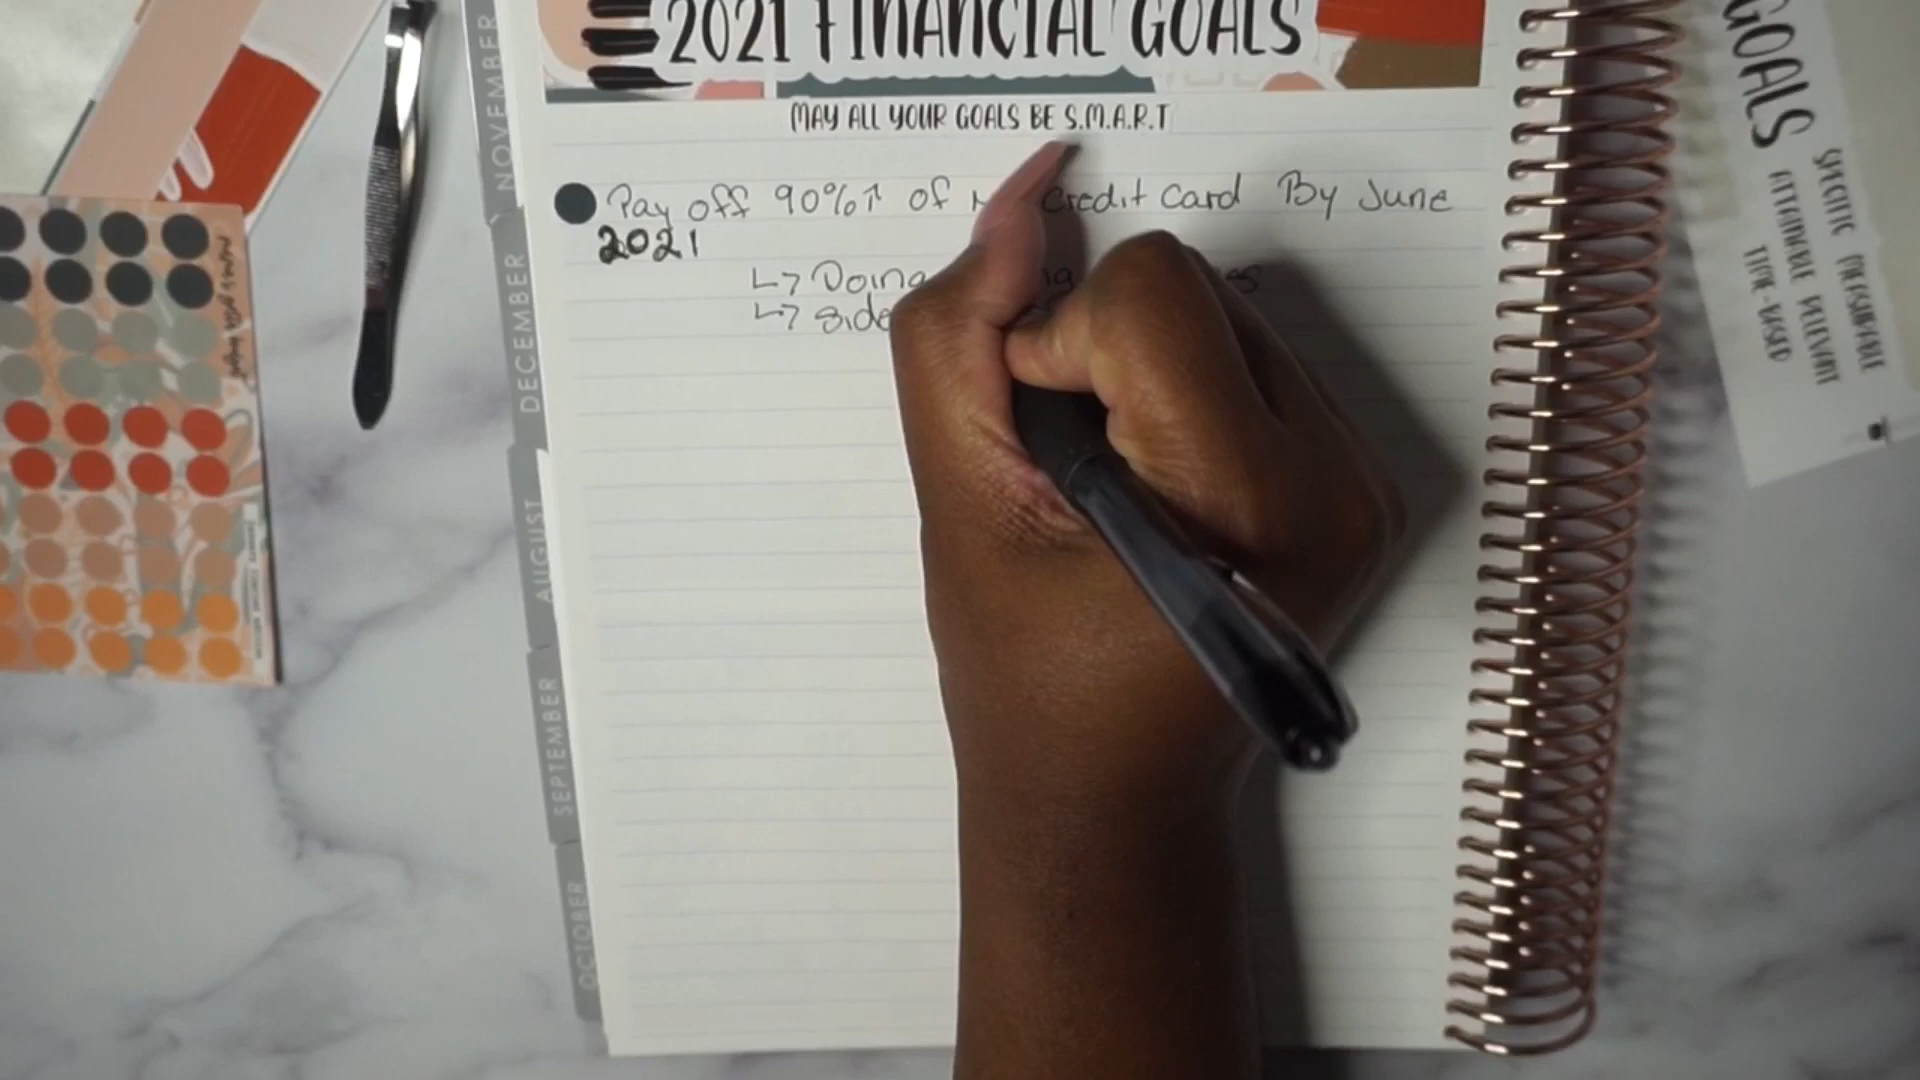 2021 FINANCIAL GOALS
MAY ALL YOUR GOALS BE S.M.A.R.T
Pay off 90%↑ of credit card By June
2021
↳ Doing
↳ side
NOVEMBER
DECEMBER
AUGUST
SEPTEMBER
OCTOBER
GOALS
SPECIFIC MEASURABLE
ATTAINABLE RELEVANT
TIME-BASED